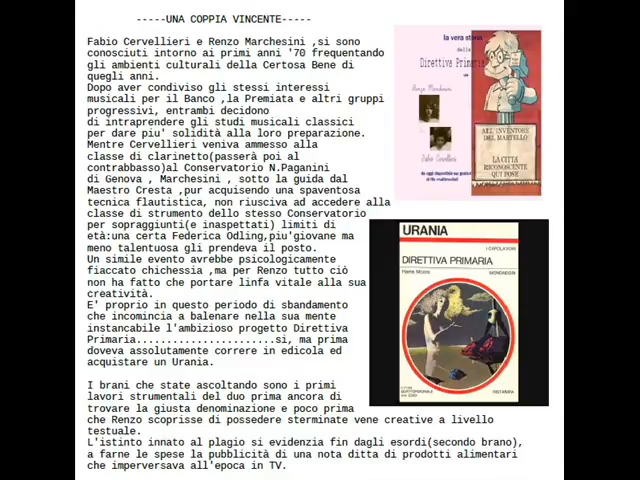 -----UNA COPPIA VINCENTE-----
Fabio Cervellieri e Renzo Marchesini ,si sono
conosciuti intorno ai primi anni '70 frequentando
gli ambienti culturali della Certosa Bene di
quegli anni.
Dopo aver condiviso gli stessi interessi
musicali per il Banco ,la Premiata e altri gruppi
progressivi, entrambi decidono
di intraprendere gli studi musicali classici
per dare piu' solidità alla loro preparazione.
Mentre Cervellieri veniva ammesso alla
classe di clarinetto(passerà poi al
contrabbasso)al Conservatorio N.Paganini
di Genova , Marchesini , sotto la guida dal
Maestro Cresta ,pur acquisendo una spaventosa
tecnica flautistica, non riusciva ad accedere alla
classe di strumento dello stesso Conservatorio
per sopraggiunti(e inaspettati) limiti di
età:una certa Federica Odling,piu'giovane ma
meno talentuosa gli prendeva il posto.
Un simile evento avrebbe psicologicamente
fiaccato chichessia ,ma per Renzo tutto ciò
non ha fatto che portare linfa vitale alla sua
creatività.
E' proprio in questo periodo di sbandamento
che incomincia a balenare nella sua mente
instancabile l'ambizioso progetto Direttiva
Primaria.......................si, ma prima
doveva assolutamente correre in edicola ed
acquistare un Urania.
I brani che state ascoltando sono i primi
lavori strumentali del duo prima ancora di
trovare la giusta denominazione e poco prima
che Renzo scoprisse di possedere sterminate vene creative a livello
testuale.
L'istinto innato al plagio si evidenzia fin dagli esordi(secondo brano),
a farne le spese la pubblicità di una nota ditta di prodotti alimentari
che imperversava all'epoca in TV.
la vera storia
della
Direttiva Primaria
Renzo Marchesini
Fabio Cervellieri
da oggi disponibile sui gradini
ALL'INVENTORE
DEL MARTELLO
LA CITTÀ
RICONOSCENTE
QUI POSE
URANIA
I CAPOLAVORI
DIRETTIVA PRIMARIA
MONDADORI
RISTAMPA